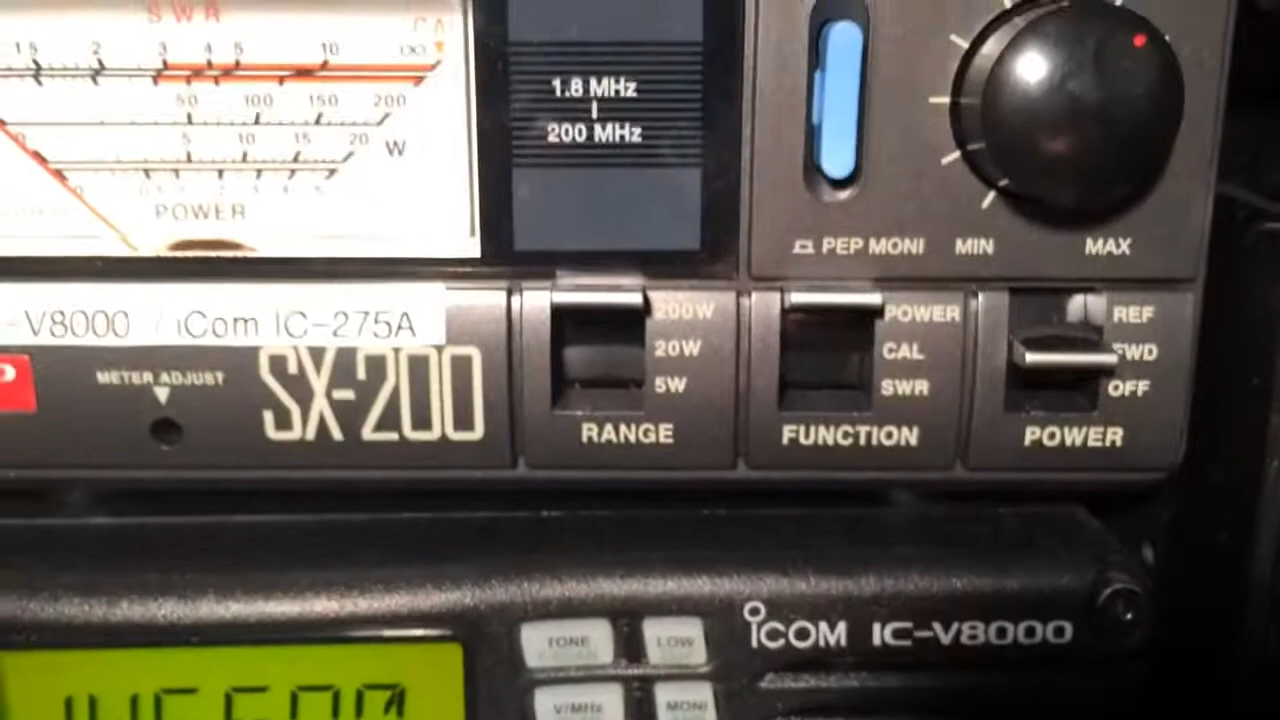 SWR
1.5 2 3 4 5 10 ∞
50 100 150 200
5 10 15 20 W
POWER
1.8 MHz
200 MHz
PEP MONI
MIN MAX
-V8000 / iCom IC-275A
P
METER ADJUST
SX-200
200W
20W
5W
RANGE
POWER
CAL
SWR
FUNCTION
REF
FWD
OFF
POWER
ICOM IC-V8000
TONE LOW
V/MHz MONI